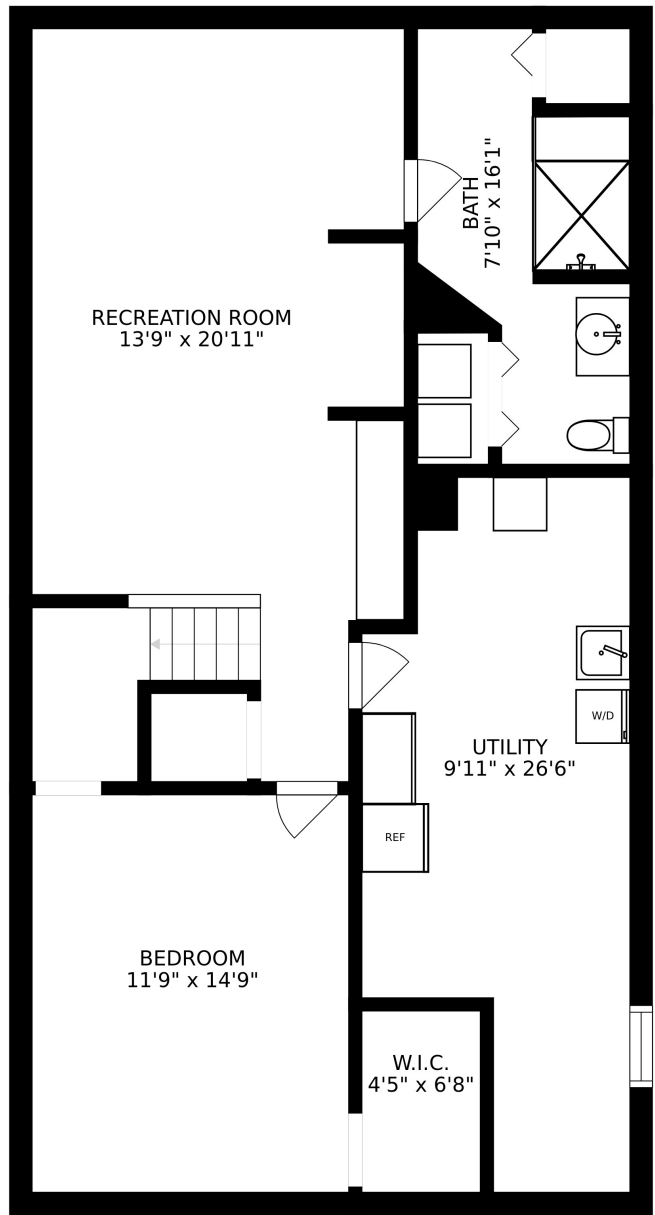 BATH
7'10" x 16'1"
RECREATION ROOM
13'9" x 20'11"
W/D
UTILITY
9'11" x 26'6"
REF
BEDROOM
11'9" x 14'9"
W.I.C.
4'5" x 6'8"